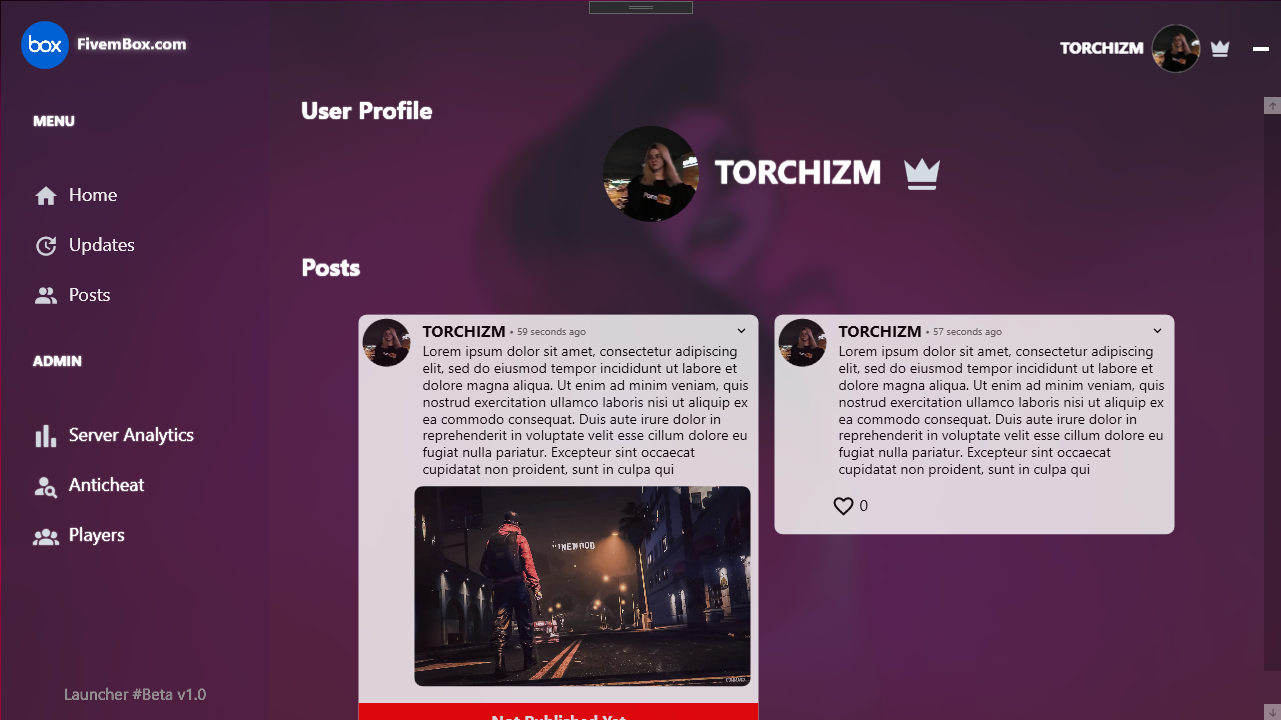 box FivemBox.com
TORCHIZM
MENU
Home
Updates
Posts
ADMIN
Server Analytics
Anticheat
Players
Launcher #Beta v1.0
User Profile
TORCHIZM
Posts
TORCHIZM • 59 seconds ago
Lorem ipsum dolor sit amet, consectetur adipiscing
elit, sed do eiusmod tempor incididunt ut labore et
dolore magna aliqua. Ut enim ad minim veniam, quis
nostrud exercitation ullamco laboris nisi ut aliquip ex
ea commodo consequat. Duis aute irure dolor in
reprehenderit in voluptate velit esse cillum dolore eu
fugiat nulla pariatur. Excepteur sint occaecat
cupidatat non proident, sunt in culpa qui
Not Published Yet
TORCHIZM • 57 seconds ago
Lorem ipsum dolor sit amet, consectetur adipiscing
elit, sed do eiusmod tempor incididunt ut labore et
dolore magna aliqua. Ut enim ad minim veniam, quis
nostrud exercitation ullamco laboris nisi ut aliquip ex
ea commodo consequat. Duis aute irure dolor in
reprehenderit in voluptate velit esse cillum dolore eu
fugiat nulla pariatur. Excepteur sint occaecat
cupidatat non proident, sunt in culpa qui
0